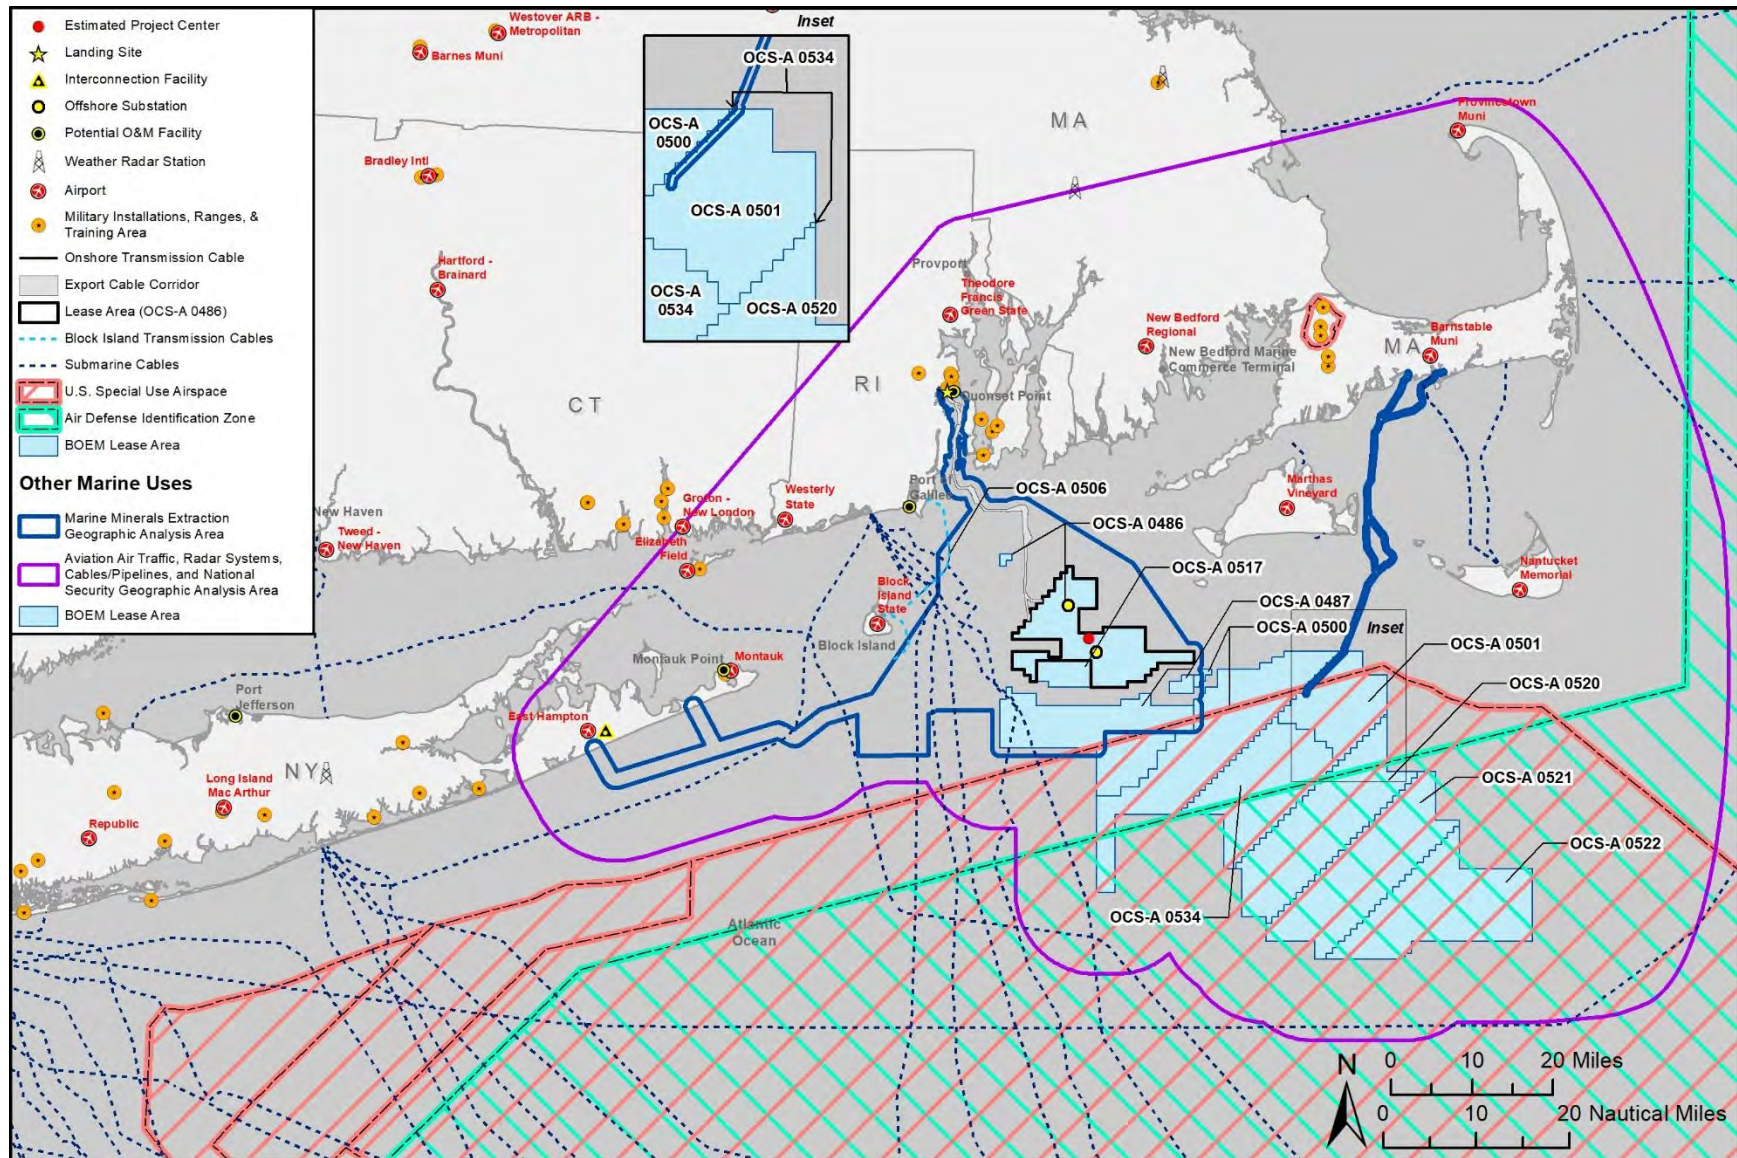 Estimated Project Center
Landing Site
Interconnection Facility
Offshore Substation
Potential O&M Facility
Weather Radar Station
Airport
Military Installations, Ranges, &
Training Area
Onshore Transmission Cable
Export Cable Corridor
Lease Area (OCS-A 0486)
Block Island Transmission Cables
Submarine Cables
U.S. Special Use Airspace
Air Defense Identification Zone
BOEM Lease Area
Other Marine Uses
Marine Minerals Extraction
Geographic Analysis Area
Aviation Air Traffic, Radar Systems,
Cables/Pipelines, and National
Security Geographic Analysis Area
BOEM Lease Area
Westover ARB -
Metropolitan
Barnes Muni
Inset
OCS-A 0534
OCS-A
0500
OCS-A 0501
OCS-A
0534
OCS-A 0520
MA
Provincetown
Muni
Bradley Intl
Hartford -
Brainard
Provport
Theodore
Francis
Green State
New Bedford
Regional
New Bedford Marine
Commerce Terminal
MA
Barnstable
Muni
RI
CT
Quonset Point
Port of
Galilee
OCS-A 0506
Marthas
Vineyard
New Haven
Tweed -
New Haven
Groton -
New London
Westerly
State
Elizabeth
Field
OCS-A 0486
OCS-A 0517
Nantucket
Memorial
Block
Island
State
Block Island
OCS-A 0487
OCS-A 0500
Inset
OCS-A 0501
Montauk Point
Montauk
OCS-A 0520
Port
Jefferson
East Hampton
NY
Long Island
Mac Arthur
Republic
OCS-A 0521
OCS-A 0522
OCS-A 0534
Atlantic
Ocean
N
0 10 20 Miles
0 10 20 Nautical Miles